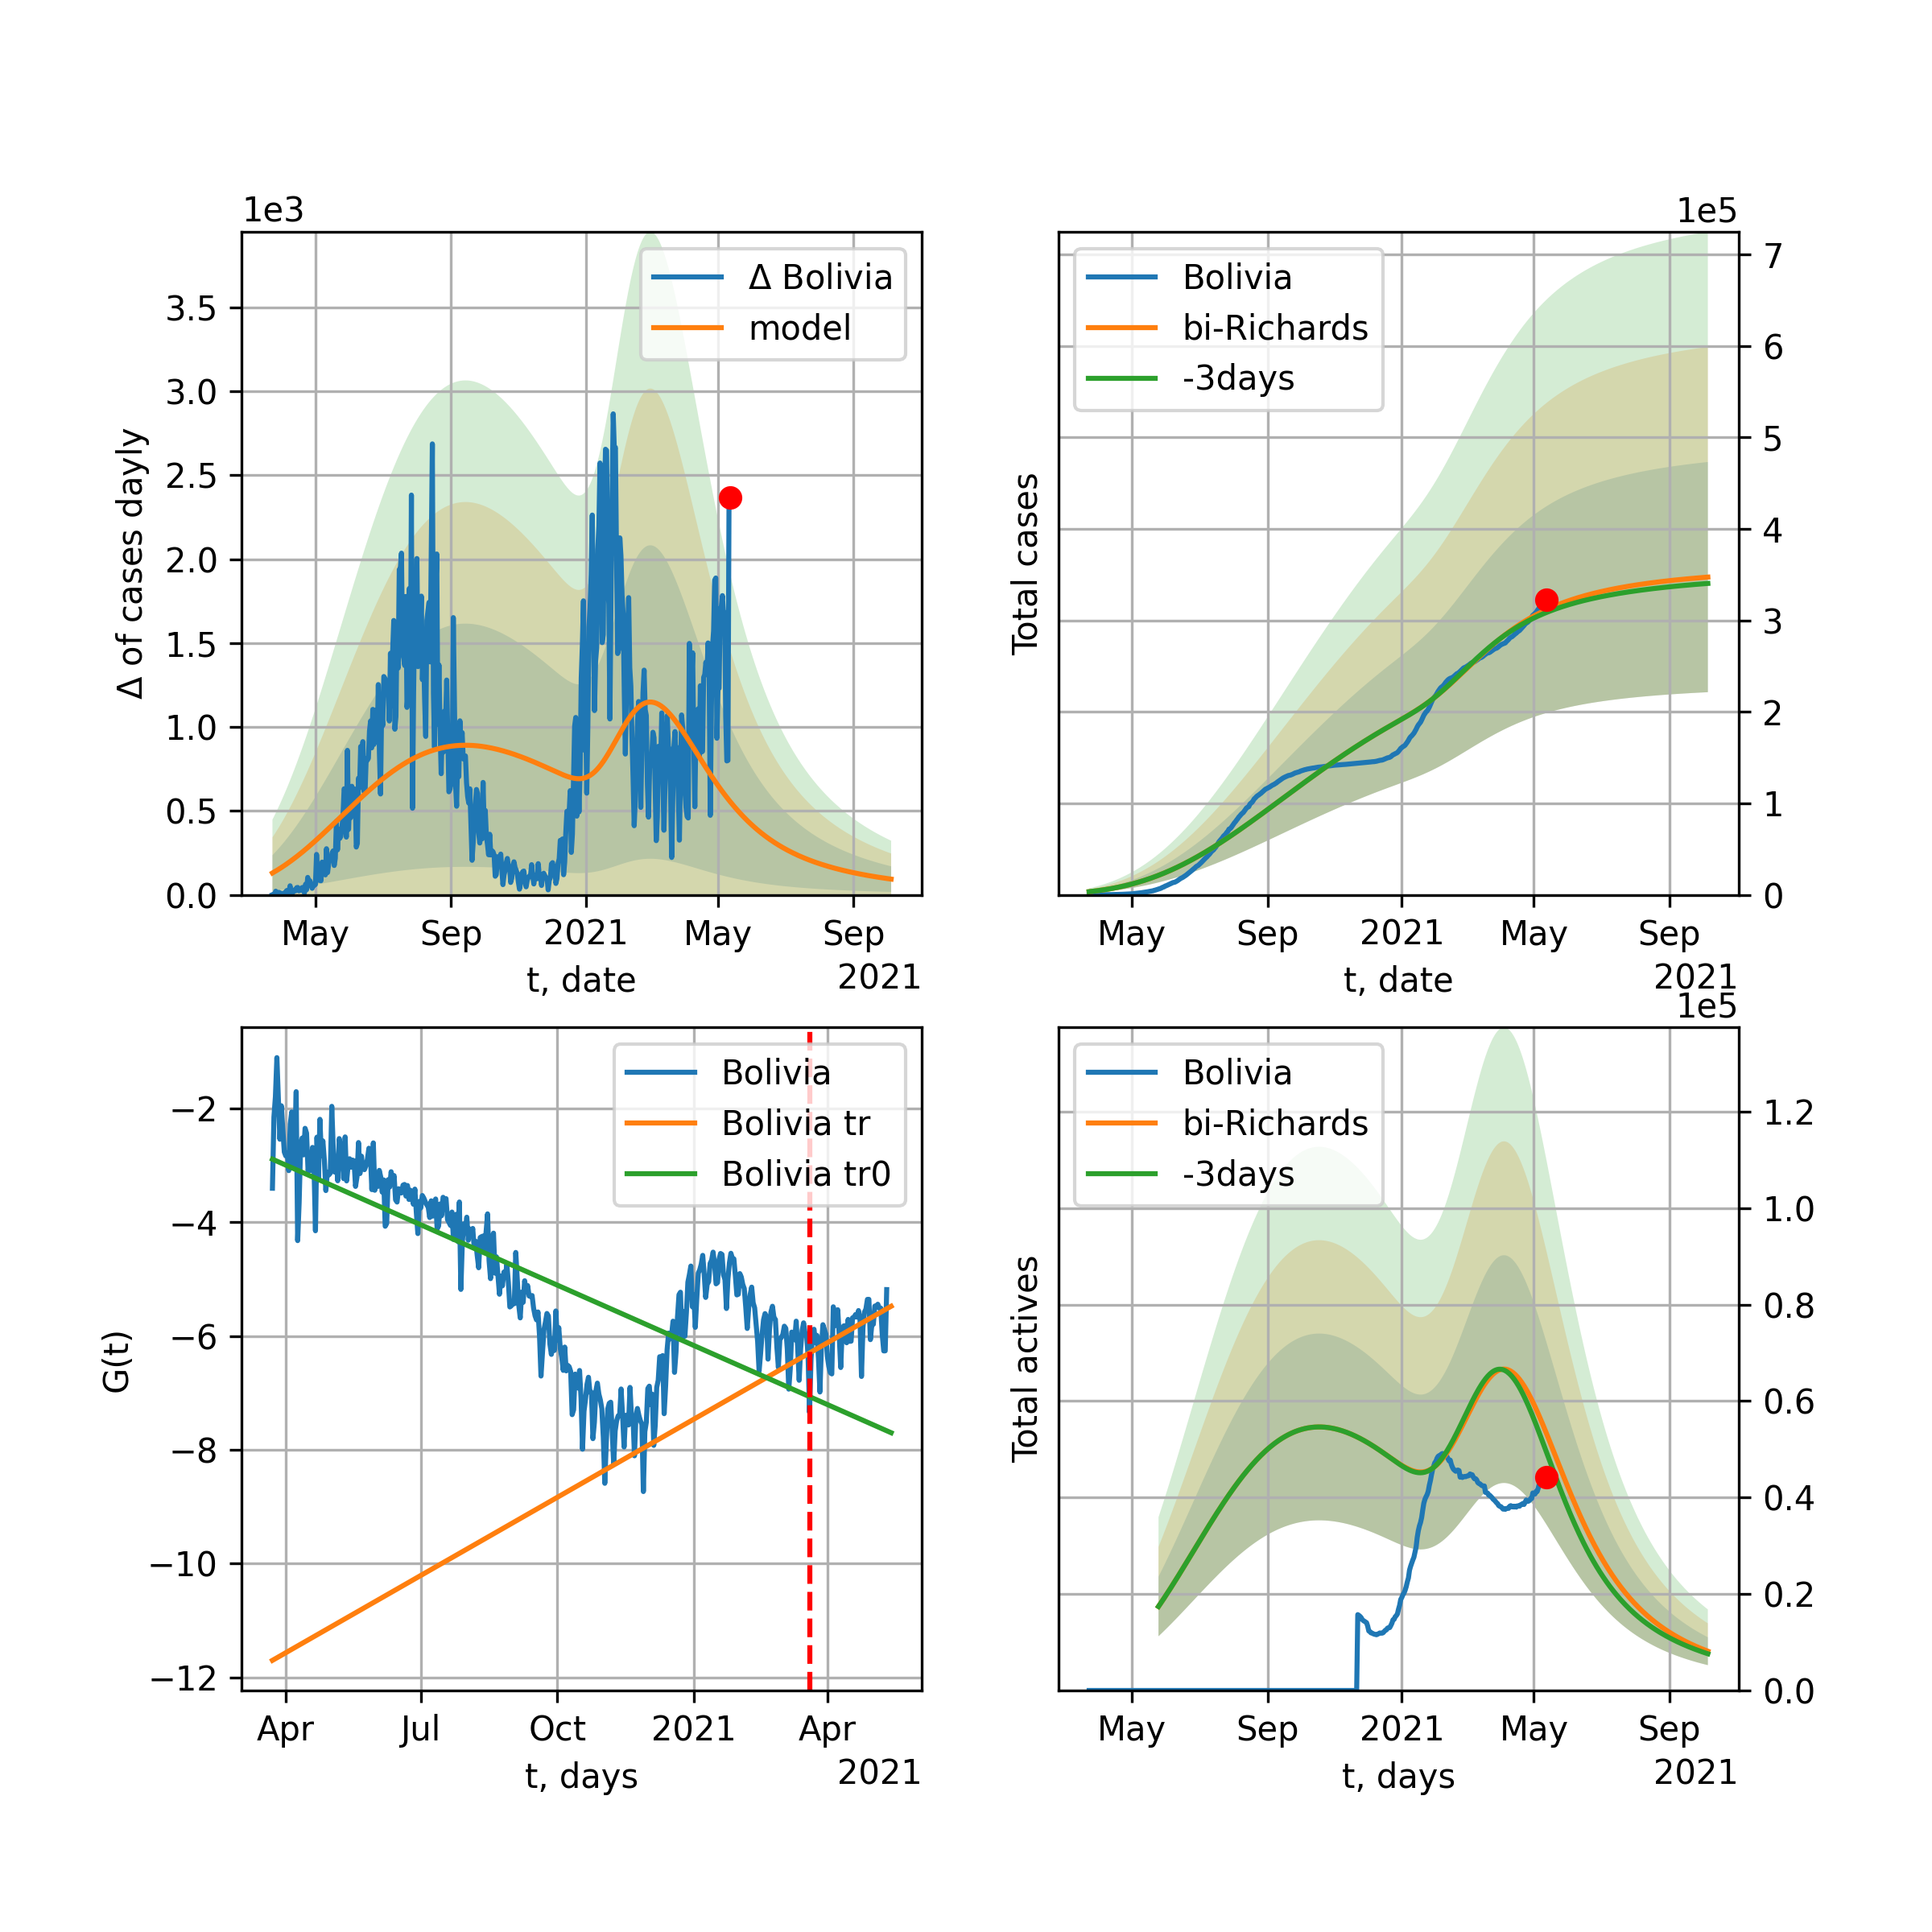 1e3
Δ of cases dayly
3.5
3.0
2.5
2.0
1.5
1.0
0.5
0.0
Δ Bolivia
model
May Sep 2021 May Sep
t, date
2021
1e5
Total cases
Bolivia
bi-Richards
-3days
7
6
5
4
3
2
1
0
May Sep 2021 May Sep
t, date
2021
G(t)
−2
−4
−6
−8
−10
−12
Bolivia
Bolivia tr
Bolivia tr0
Apr Jul Oct 2021 Apr
t, days
2021
1e5
Total actives
Bolivia
bi-Richards
-3days
1.2
1.0
0.8
0.6
0.4
0.2
0.0
May Sep 2021 May Sep
t, days
2021